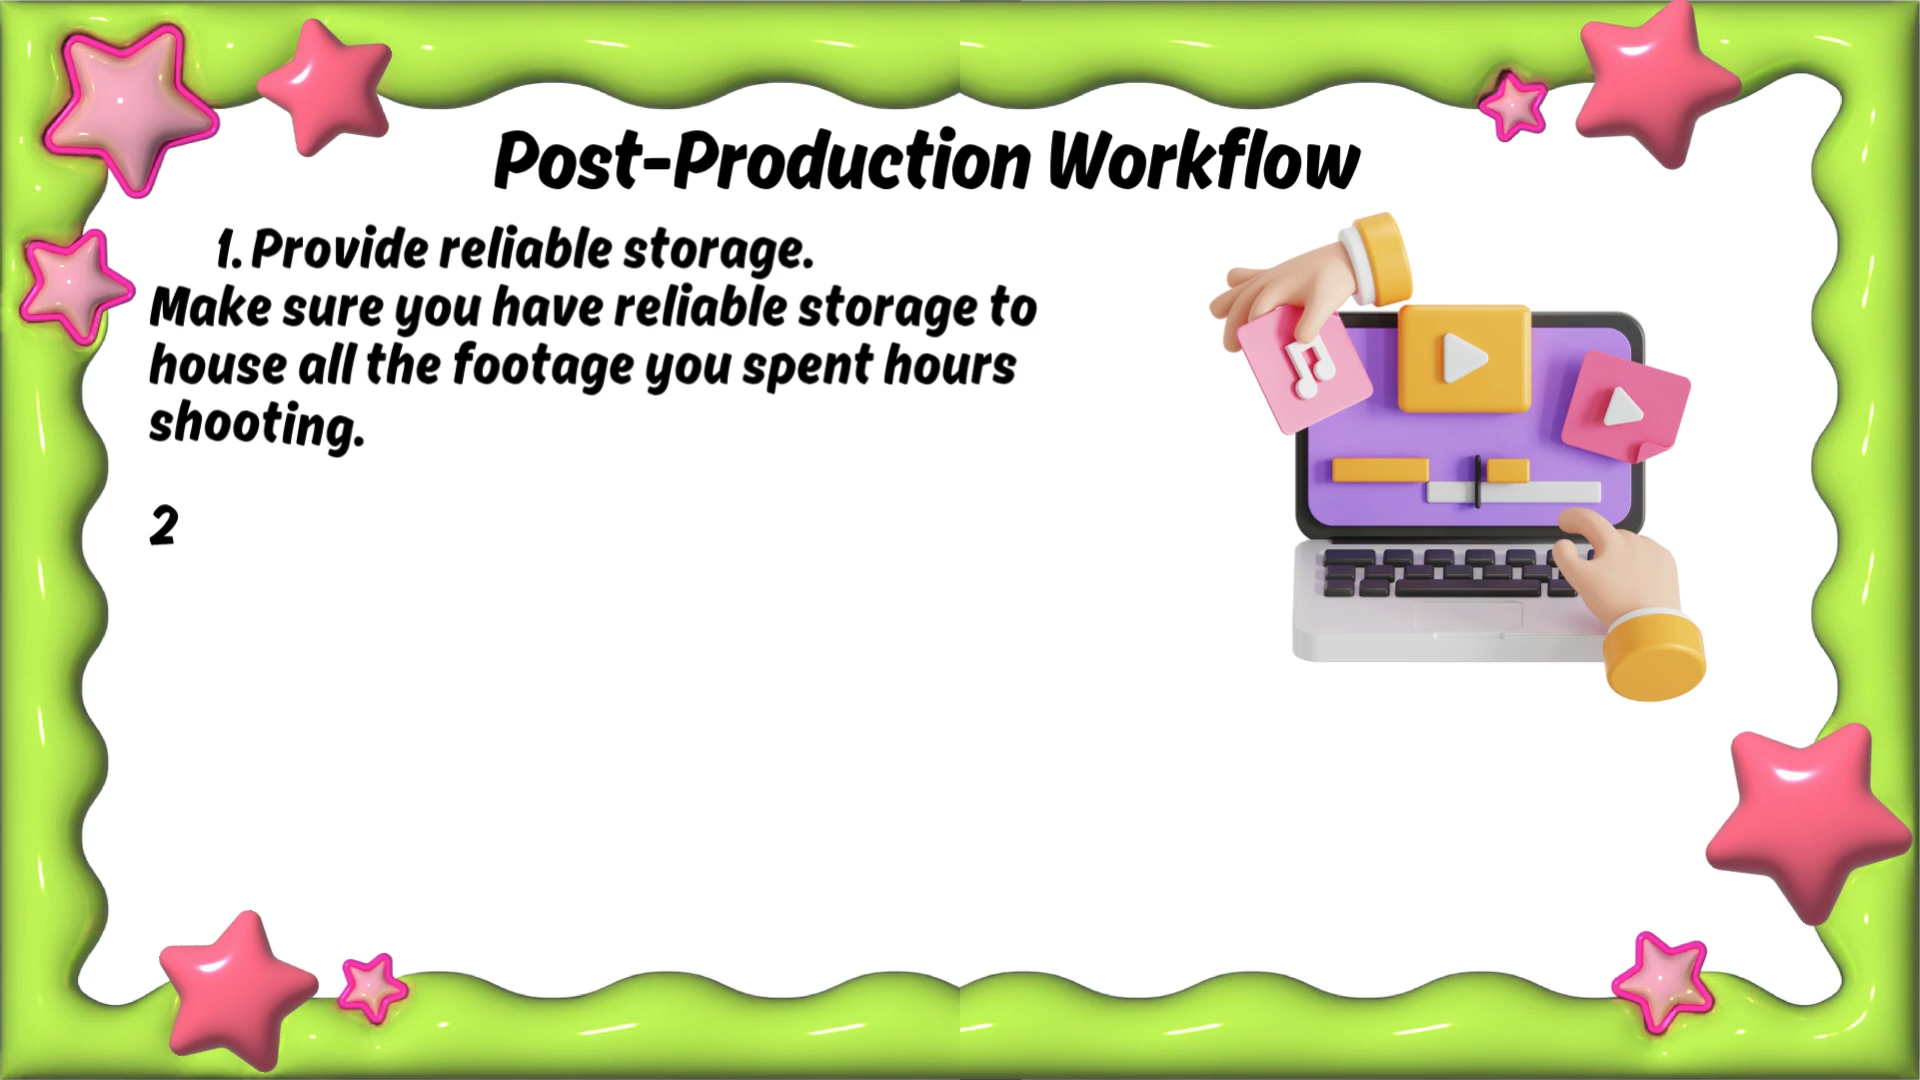 Post-Production Workflow
1. Provide reliable storage.
Make sure you have reliable storage to
house all the footage you spent hours
shooting.
2